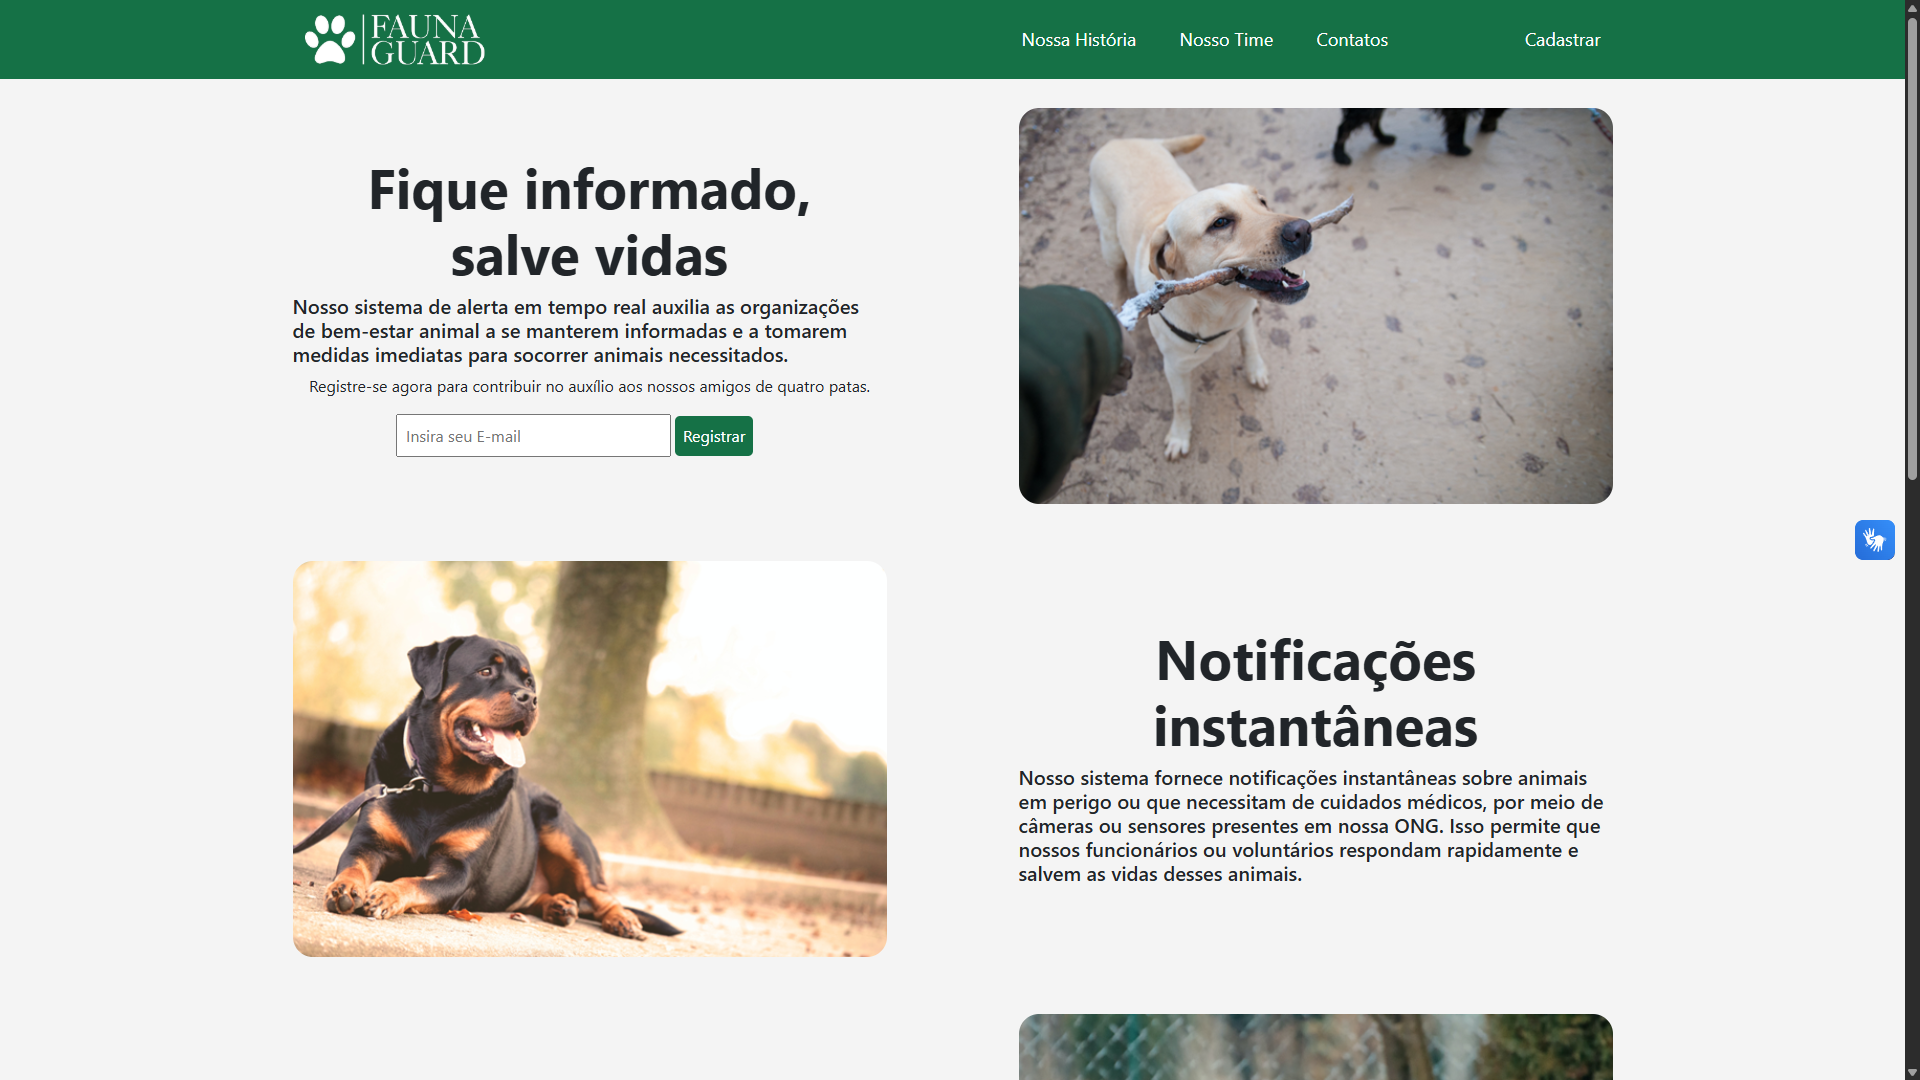 FAUNA
GUARD
Nossa História
Nosso Time
Contatos
Cadastrar
Fique informado,
salve vidas
Nosso sistema de alerta em tempo real auxilia as organizações
de bem-estar animal a se manterem informadas e a tomarem
medidas imediatas para socorrer animais necessitados.
Registre-se agora para contribuir no auxílio aos nossos amigos de quatro patas.
Insira seu E-mail
Registrar
Notificações
instantâneas
Nosso sistema fornece notificações instantâneas sobre animais
em perigo ou que necessitam de cuidados médicos, por meio de
câmeras ou sensores presentes em nossa ONG. Isso permite que
nossos funcionários ou voluntários respondam rapidamente e
salvem as vidas desses animais.